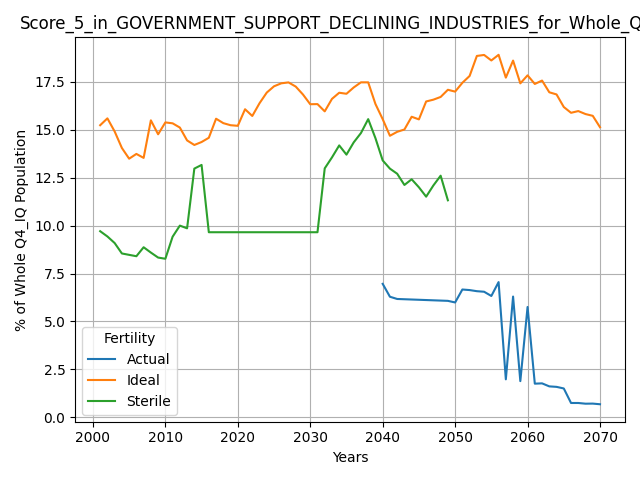 Score_5_in_GOVERNMENT_SUPPORT_DECLINING_INDUSTRIES_for_Whole_Q
% of Whole Q4_IQ Population
17.5
15.0
12.5
10.0
7.5
5.0
2.5
0.0
Fertility
Actual
Ideal
Sterile
2000 2010 2020 2030 2040 2050 2060 2070
Years